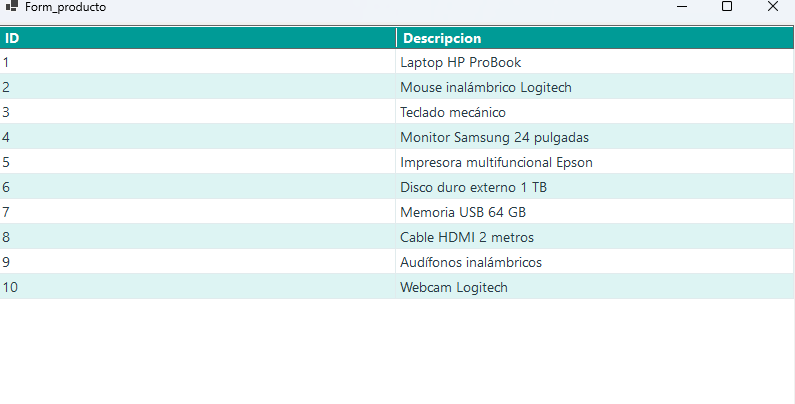 Form_producto
ID Descripcion
1 Laptop HP ProBook
2 Mouse inalámbrico Logitech
3 Teclado mecánico
4 Monitor Samsung 24 pulgadas
5 Impresora multifuncional Epson
6 Disco duro externo 1 TB
7 Memoria USB 64 GB
8 Cable HDMI 2 metros
9 Audífonos inalámbricos
10 Webcam Logitech